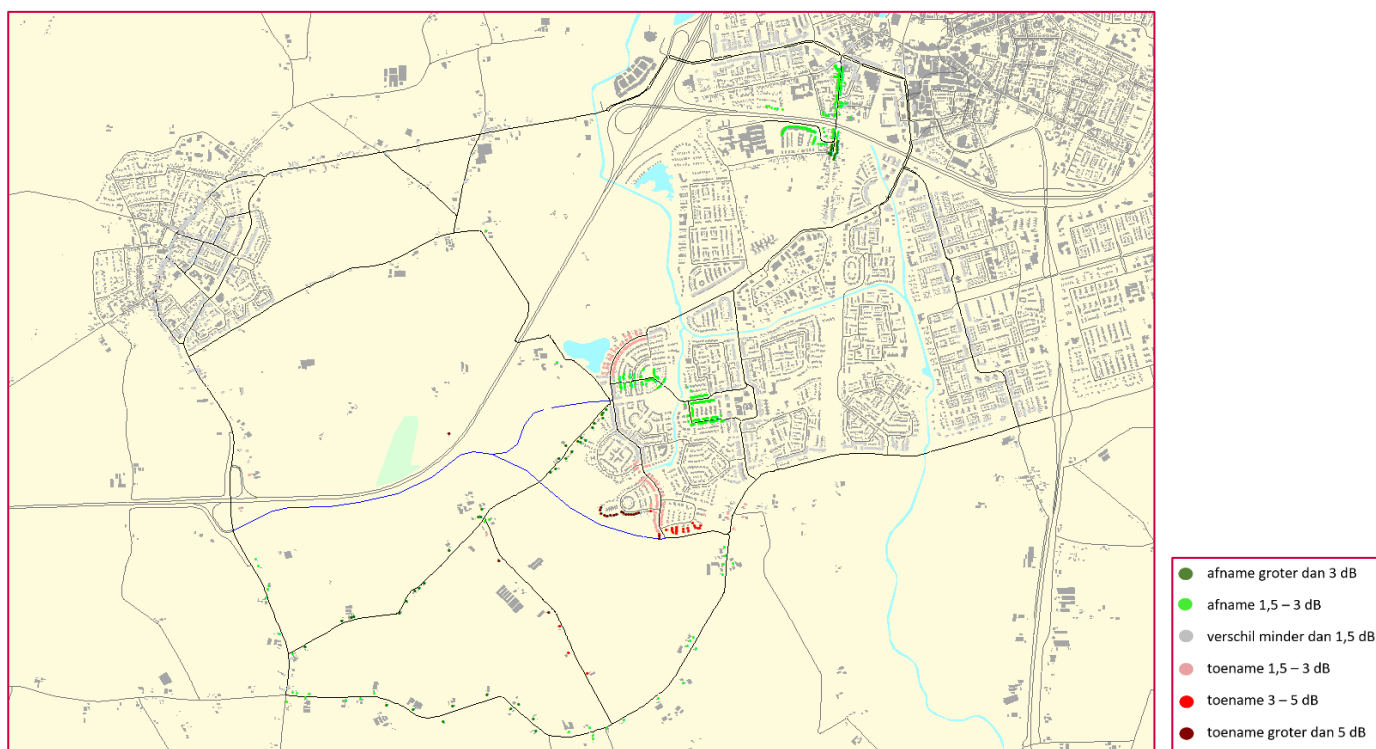 afname groter dan 3 dB
afname 1,5 – 3 dB
verschil minder dan 1,5 dB
toename 1,5 – 3 dB
toename 3 – 5 dB
toename groter dan 5 dB